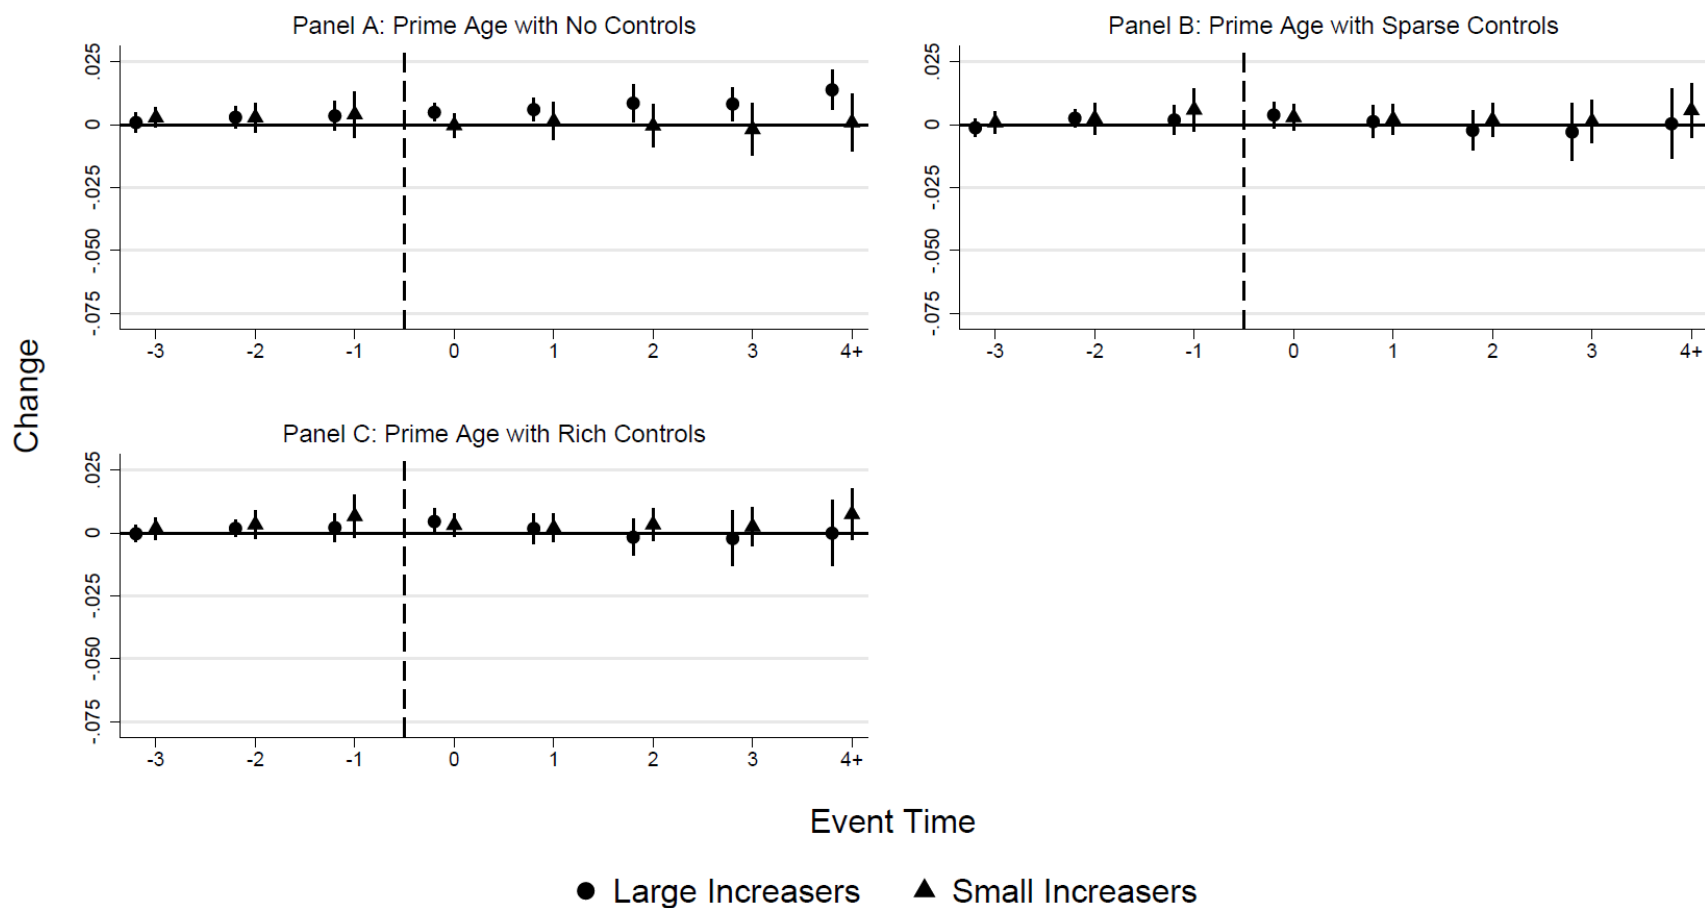 Panel A: Prime Age with No Controls
.025
0
-.025
-.050
-.075
-3 -2 -1 0 1 2 3 4+
Panel B: Prime Age with Sparse Controls
.025
0
-.025
-.050
-.075
-3 -2 -1 0 1 2 3 4+
Change
Panel C: Prime Age with Rich Controls
.025
0
-.025
-.050
-.075
-3 -2 -1 0 1 2 3 4+
Event Time
Large Increasers Small Increasers